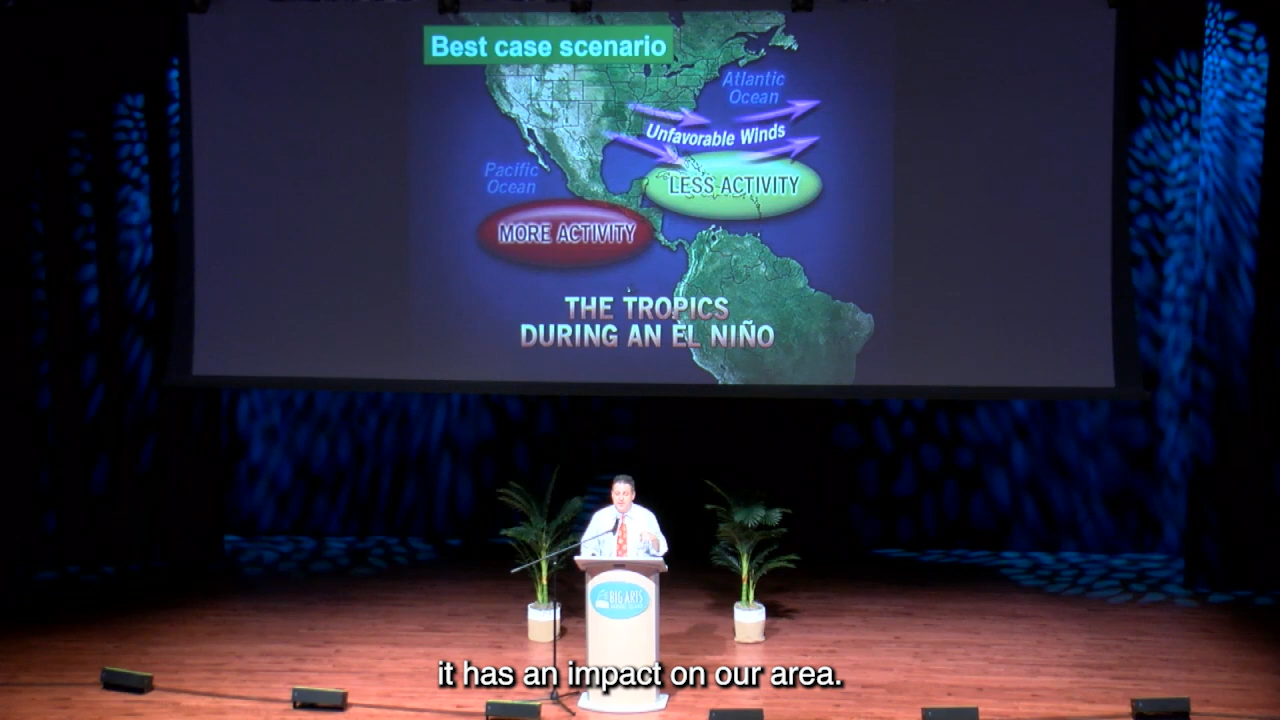 Best case scenario
Atlantic
Ocean
Unfavorable Winds
Pacific
Ocean
LESS ACTIVITY
MORE ACTIVITY
THE TROPICS
DURING AN EL NIÑO
BIG ARTS
it has an impact on our area.